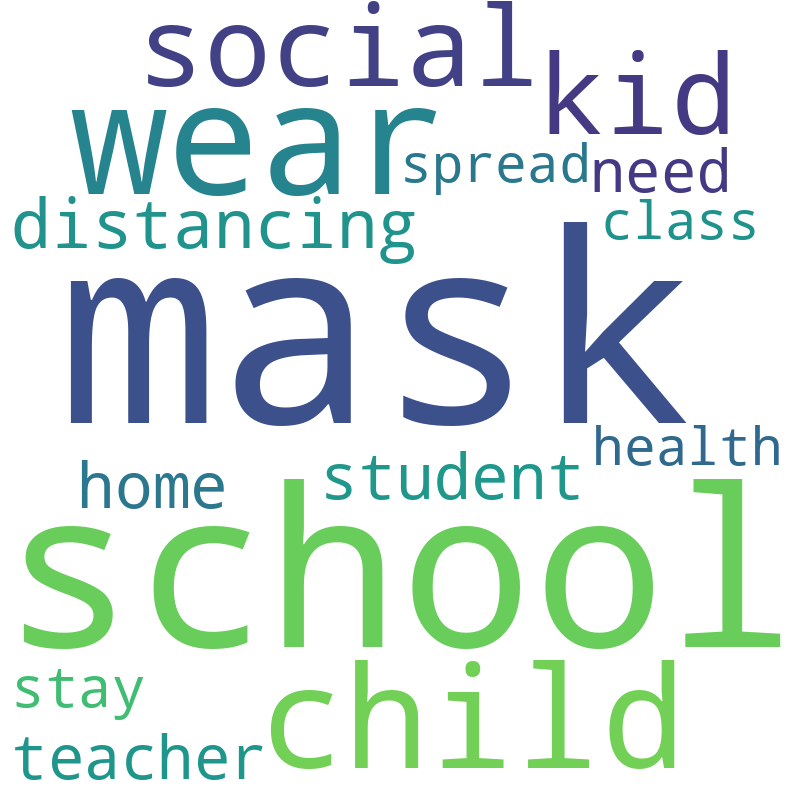 social
kid
wear
spread
need
distancing
class
mask
health
home
student
school
stay
child
teacher